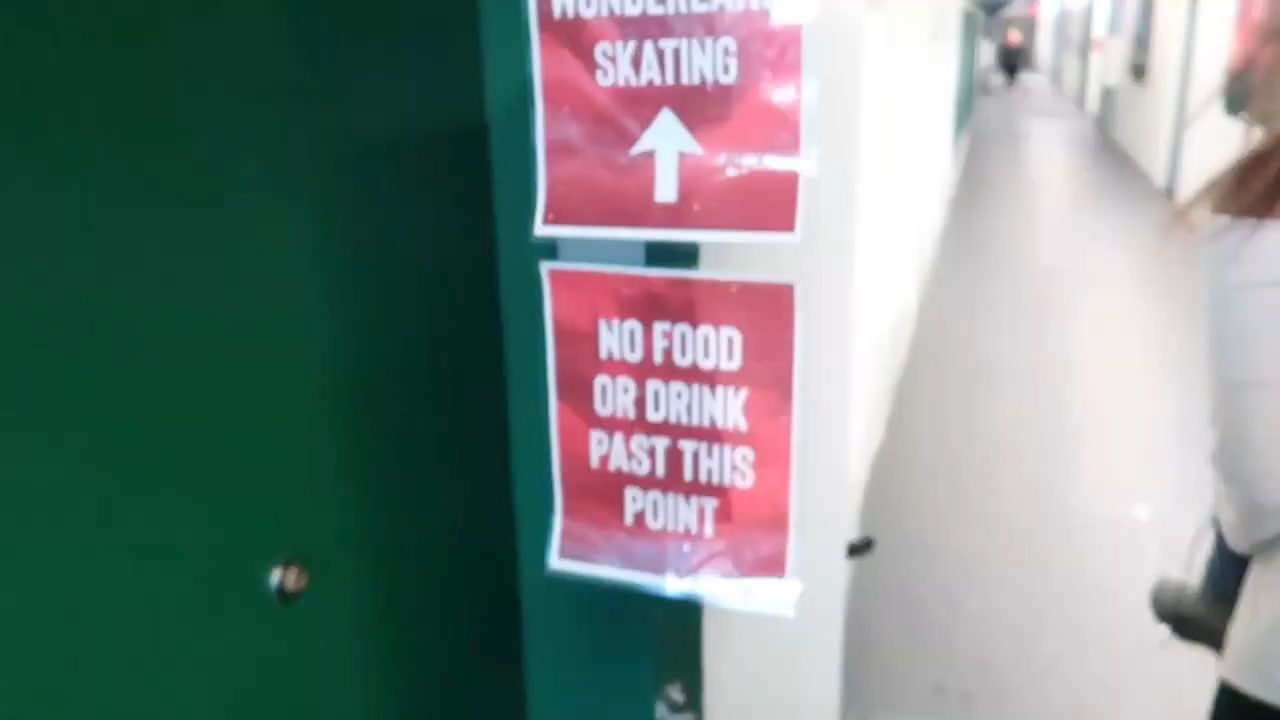 SKATING
NO FOOD
OR DRINK
PAST THIS
POINT